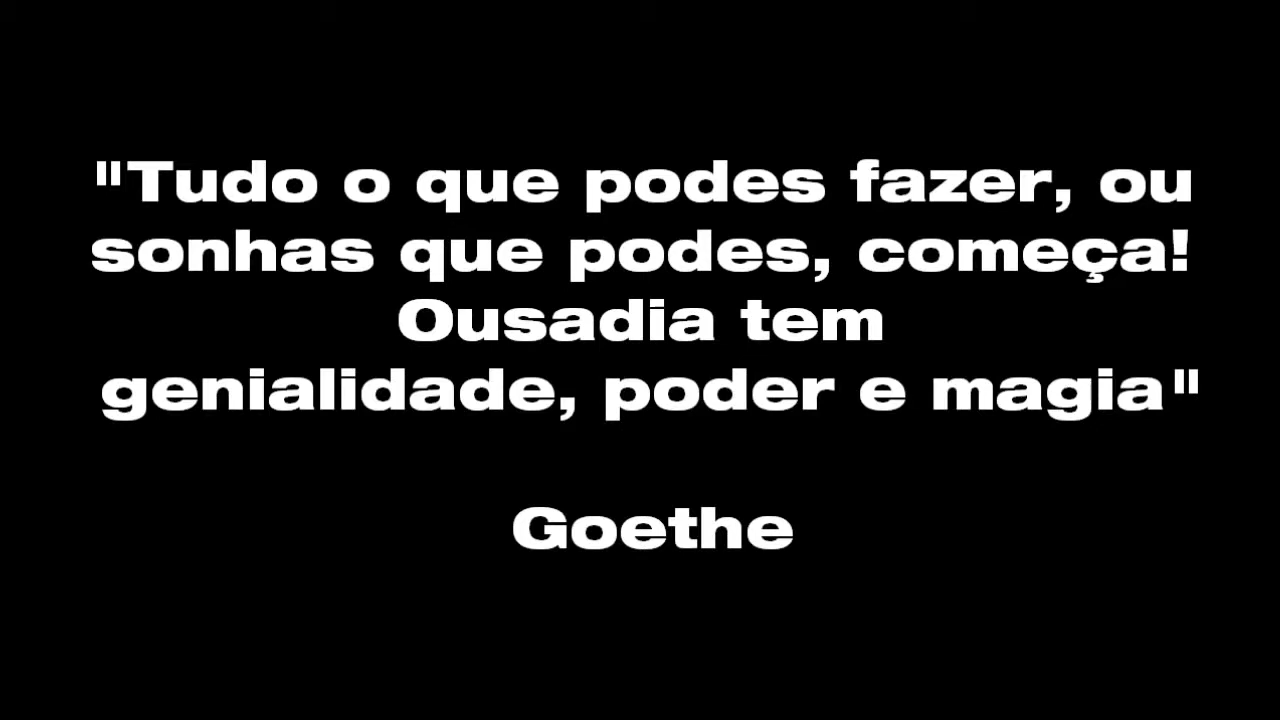 "Tudo o que podes fazer, ou
sonhas que podes, começa!
Ousadia tem
genialidade, poder e magia"
Goethe